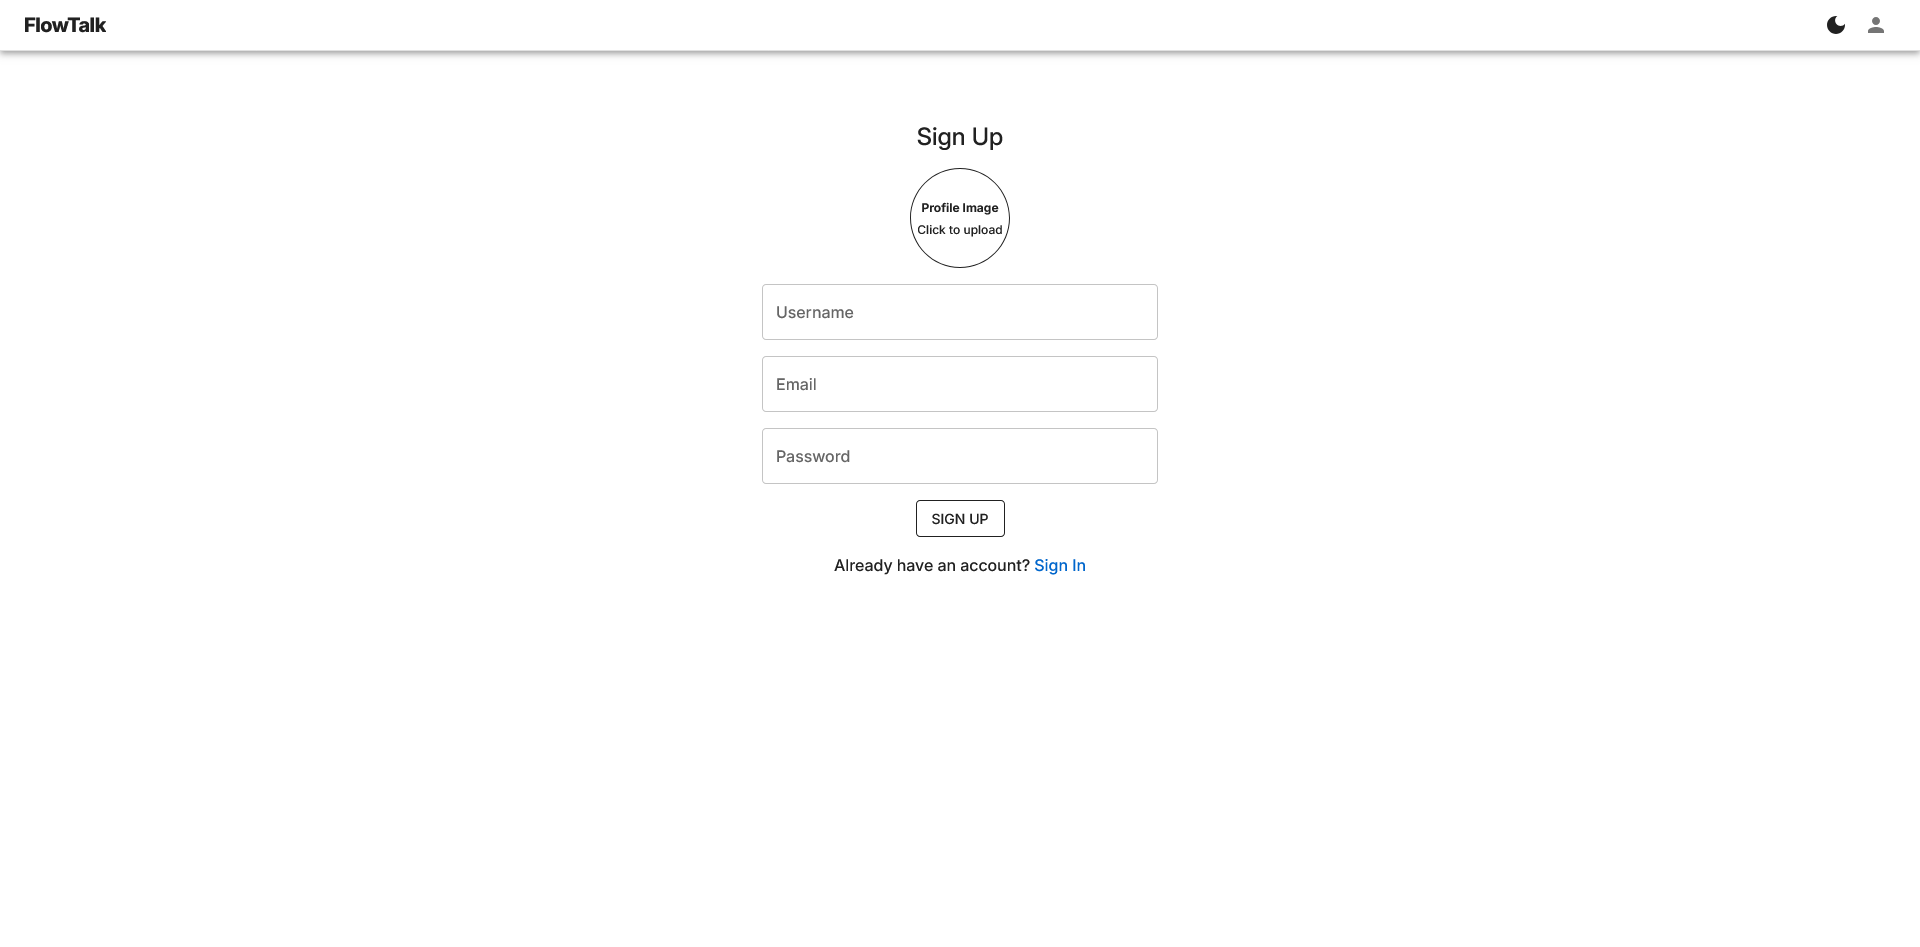 FlowTalk
Sign Up
Profile Image
Click to upload
Username
Email
Password
SIGN UP
Already have an account? Sign In